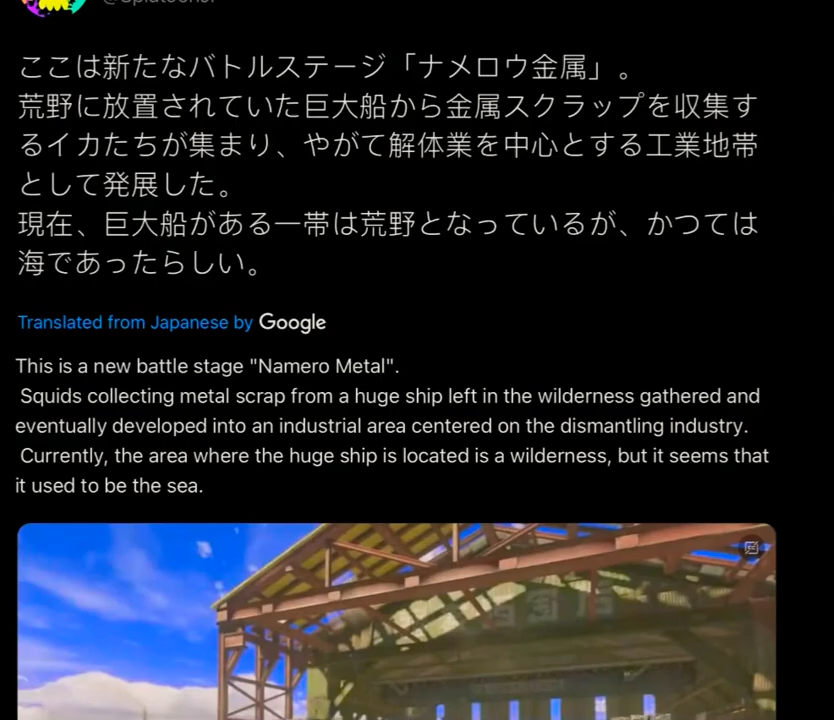 ここは新たなバトルステージ「ナメロウ金属」。
荒野に放置されていた巨大船から金属スクラップを収集す
るイカたちが集まり、やがて解体業を中心とする工業地帯
として発展した。
現在、巨大船がある一帯は荒野となっているが、かつては
海であったらしい。
Translated from Japanese by Google
This is a new battle stage "Namero Metal".
Squids collecting metal scrap from a huge ship left in the wilderness gathered and
eventually developed into an industrial area centered on the dismantling industry.
Currently, the area where the huge ship is located is a wilderness, but it seems that
it used to be the sea.